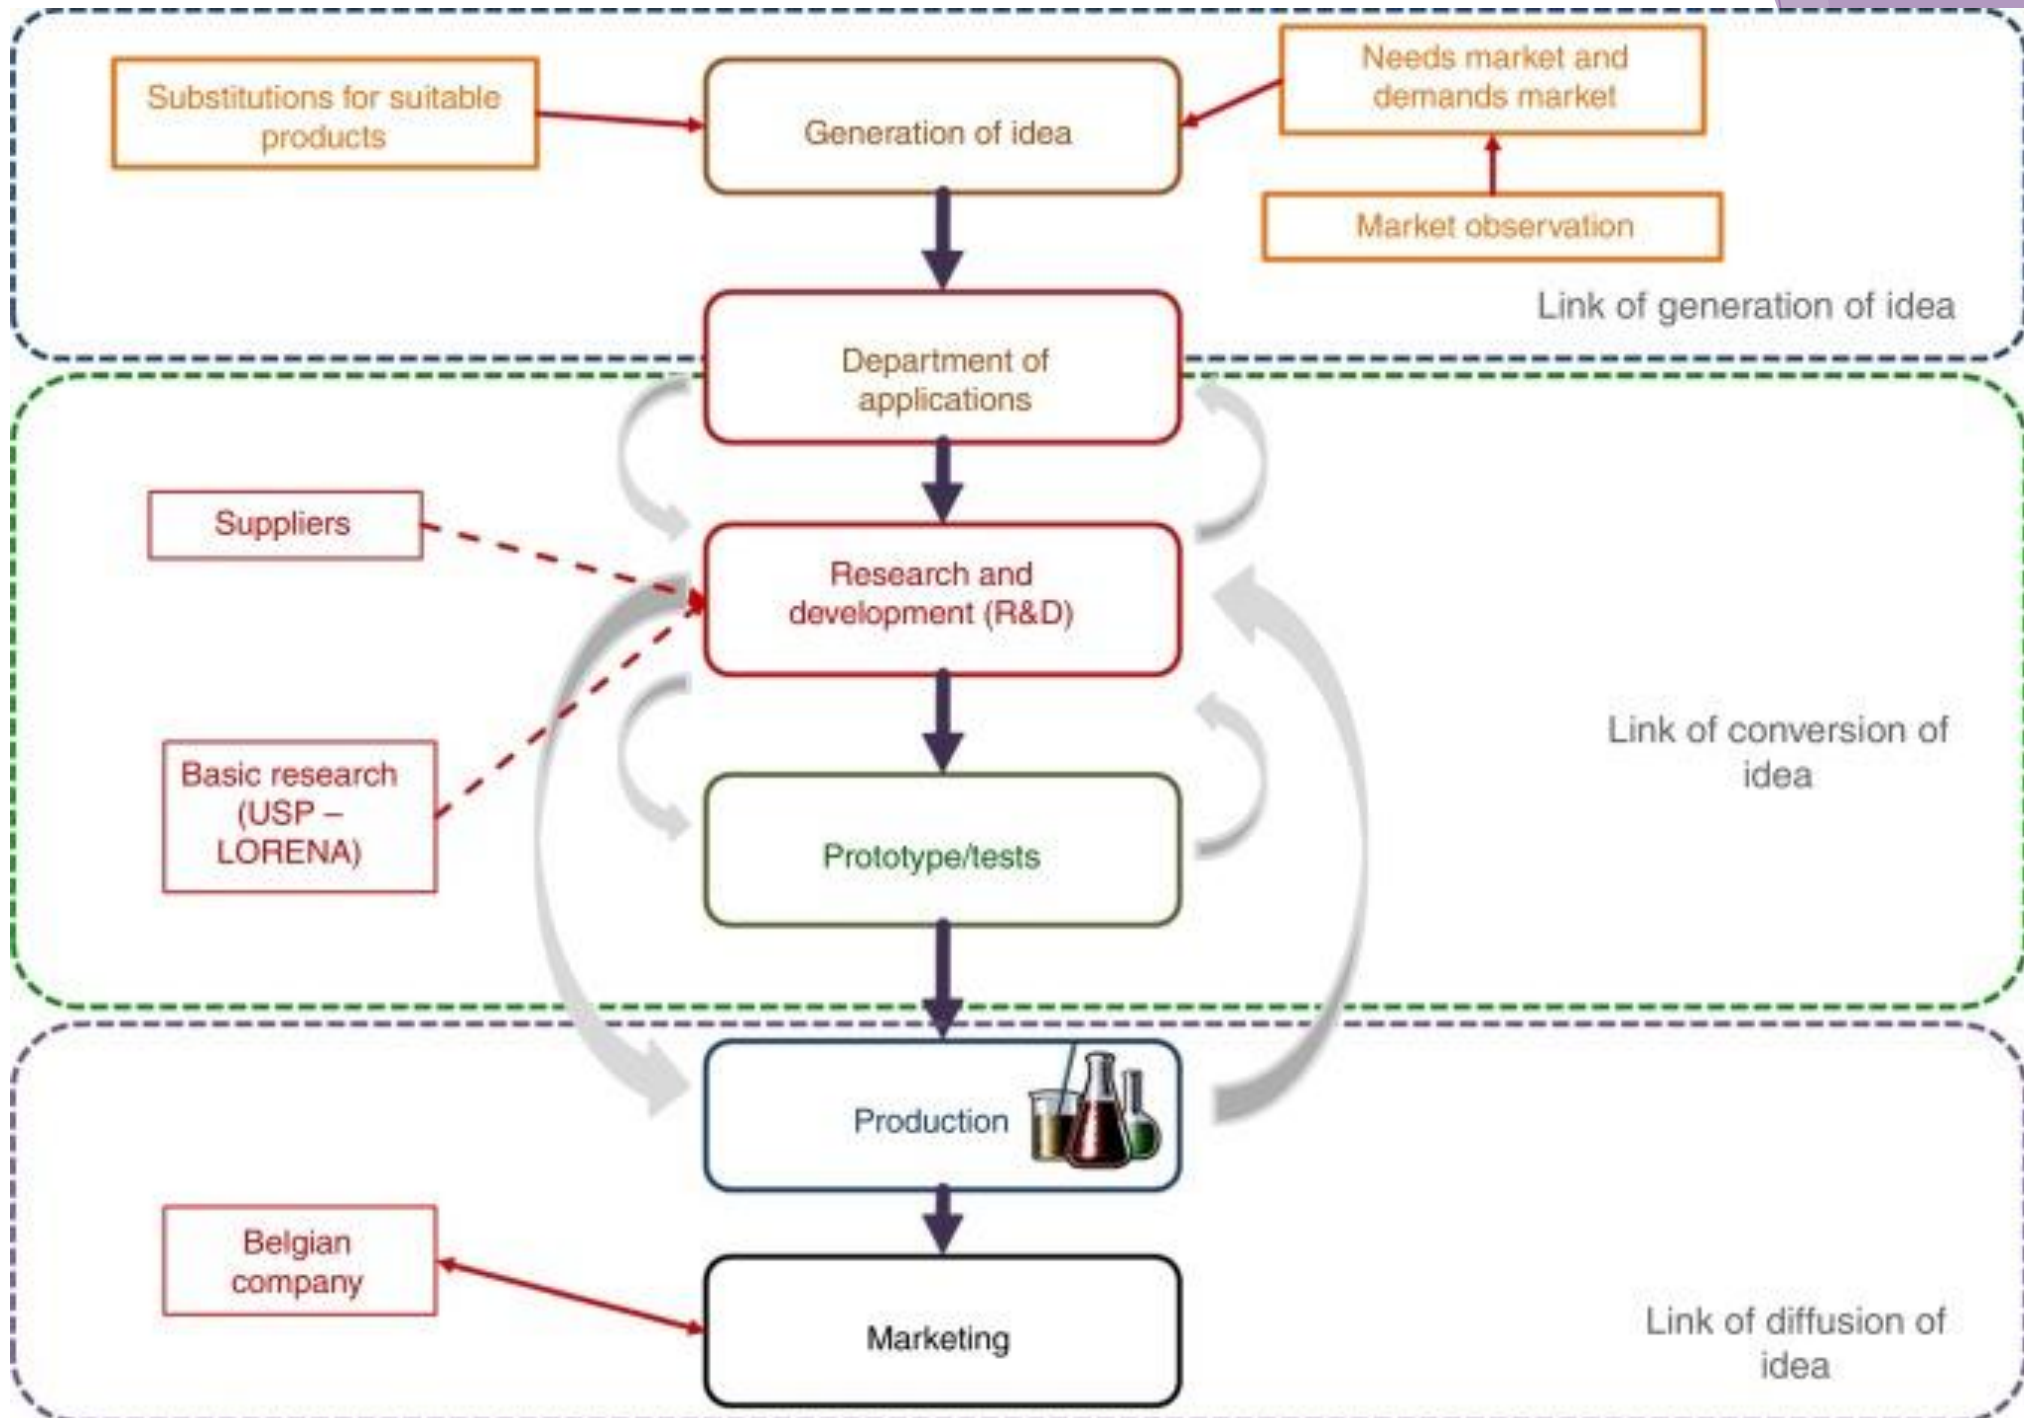 Substitutions for suitable
products
Generation of idea
Needs market and
demands market
Market observation
Link of generation of idea
Department of
applications
Suppliers
Research and
development (R&D)
Link of conversion of
idea
Basic research
(USP –
LORENA)
Prototype/tests
Production
Belgian
company
Marketing
Link of diffusion of
idea